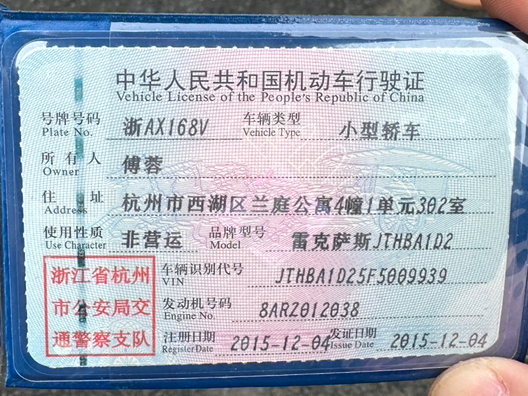 中华人民共和国机动车行驶证
Vehicle License of the People's Republic of China
号牌号码 浙AX168V 车辆类型 小型轿车
Plate No. Vehicle Type
所有人 傅蓉
Owner
住址 杭州市西湖区兰庭公寓4幢1单元302室
Address
使用性质 非营运 品牌型号 雷克萨斯JTHBA1D2
Use Character Model
浙江省杭州
市公安局交
通警察支队
车辆识别代号 JTHBA1D25F5009939
VIN
发动机号码 8ARZ012038
Engine No.
注册日期 2015-12-04 发证日期 2015-12-04
Register Date Issue Date